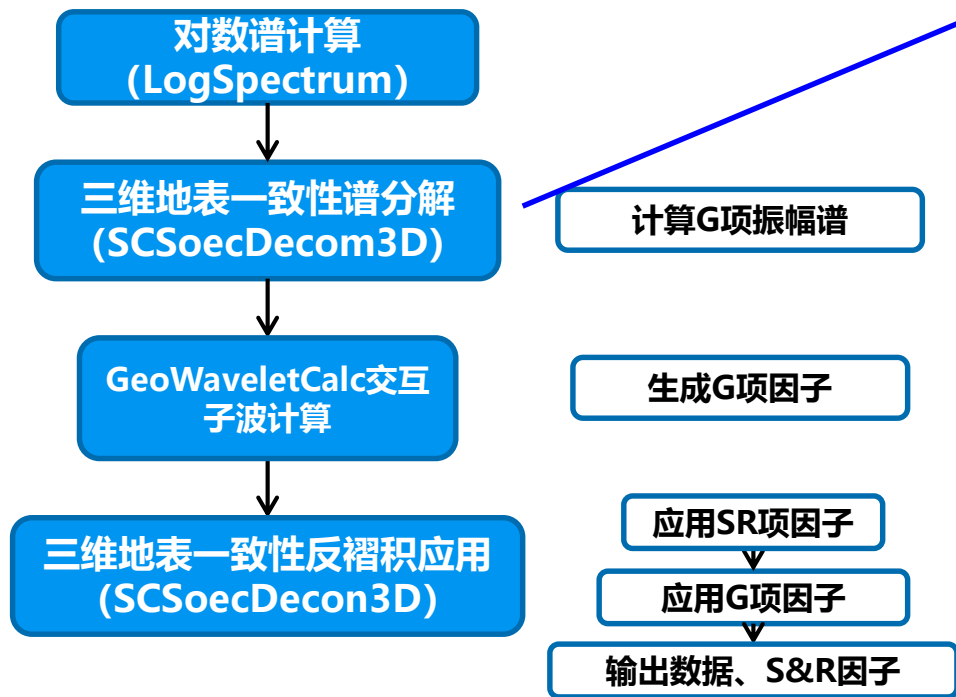 对数谱计算
（LogSpectrum）
三维地表一致性谱分解
（SCSoecDecom3D）
计算G项振幅谱
GeoWaveletCalc交互
子波计算
生成G项因子
三维地表一致性反褶积应用
（SCSoecDecon3D）
应用SR项因子
应用G项因子
输出数据、S&R因子